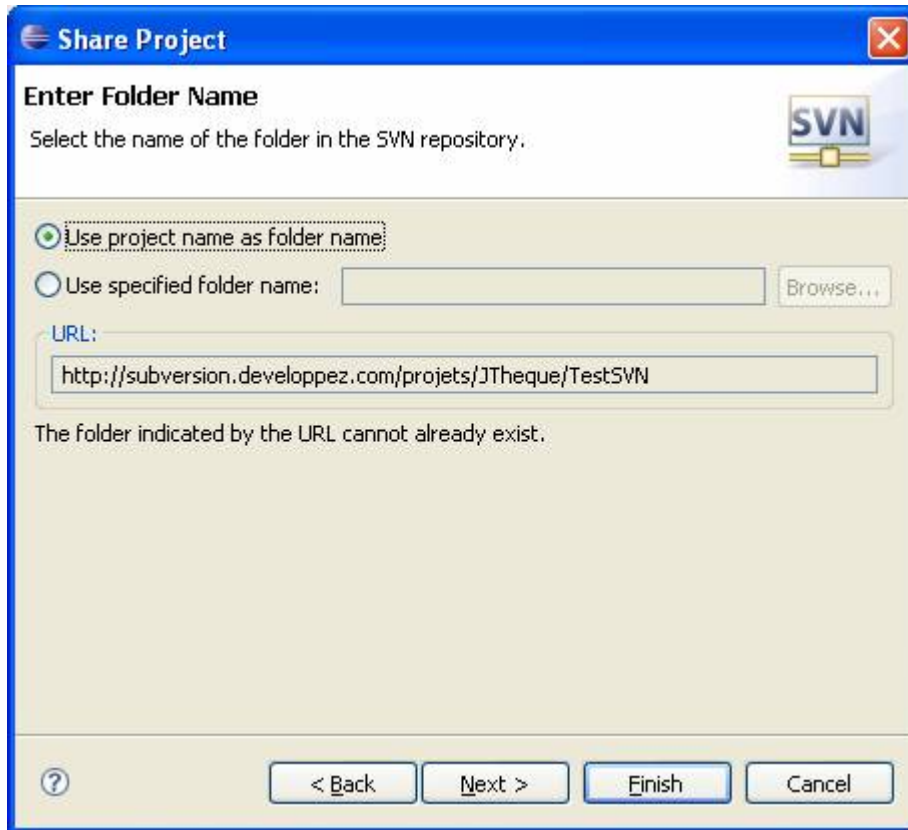 Share Project
Enter Folder Name
Select the name of the folder in the SVN repository.
SVN
Use project name as folder name
Use specified folder name:
Browse...
URL:
http://subversion.developpez.com/projets/JTheque/TestSVN
The folder indicated by the URL cannot already exist.
?
< Back
Next >
Finish
Cancel